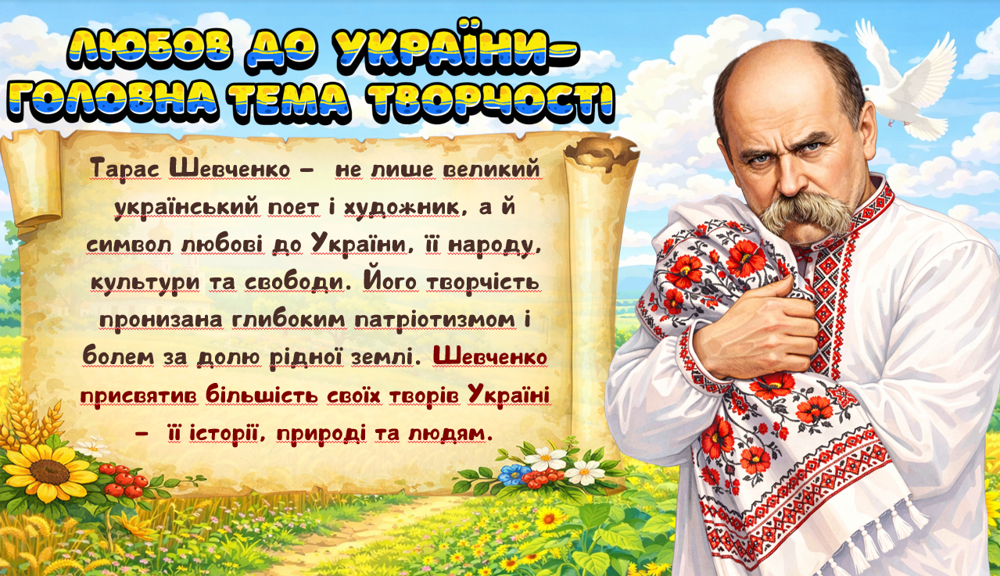 ЛЮБОВ ДО УКРАЇНИ–
ГОЛОВНА ТЕМА ТВОРЧОСТІ
Тарас Шевченко – не лише великий
український поет і художник, а й
символ любові до України, її народу,
культури та свободи. Його творчість
пронизана глибоким патріотизмом і
болем за долю рідної землі. Шевченко
присвятив більшість своїх творів Україні
– її історії, природі та людям.